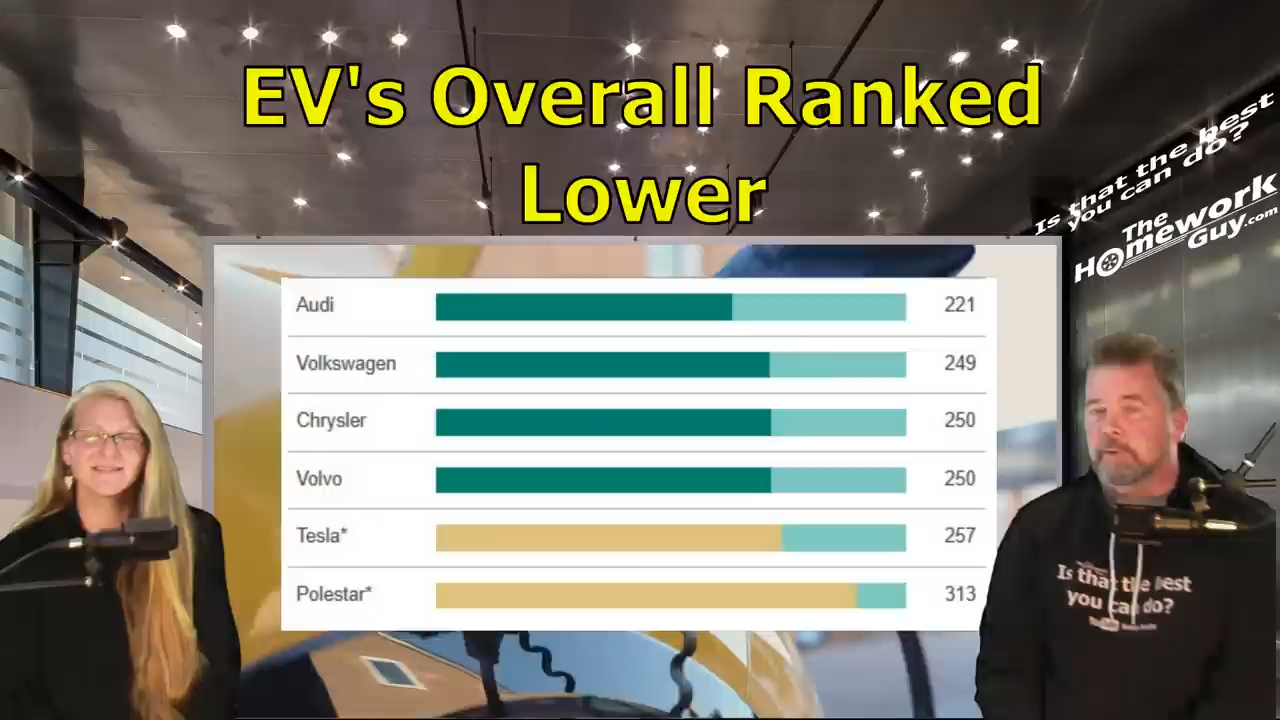 EV's Overall Ranked
Lower
Is that the best
you can do?
The
Homework
Guy.com
Audi 221
Volkswagen 249
Chrysler 250
Volvo 250
Tesla* 257
Polestar* 313
Is that the best
you can do?